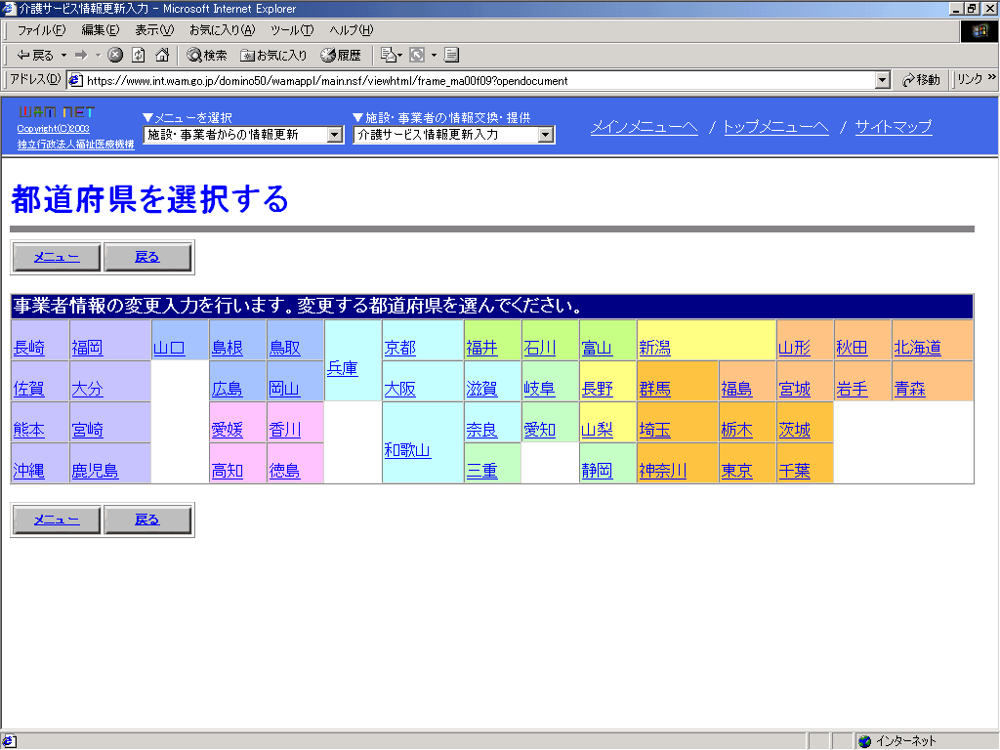 介護サービス情報更新入力 - Microsoft Internet Explorer
ファイル(F) 編集(E) 表示(V) お気に入り(A) ツール(T) ヘルプ(H)
戻る 検索 お気に入り 履歴
アドレス(D) https://www.int.wam.go.jp/domino50/wamappl/main.nsf/viewhtml/frame_ma00f09?opendocument 移動 リンク »
WAM NET
Copyright(C)2003
独立行政法人福祉医療機構
▼メニューを選択 ▼施設・事業者の情報交換・提供
施設・事業者からの情報更新 介護サービス情報更新入力
メインメニューへ / トップメニューへ / サイトマップ
都道府県を選択する
メニュー 戻る
事業者情報の変更入力を行います。変更する都道府県を選んでください。
長崎 福岡 山口 島根 鳥取 兵庫 京都 福井 石川 富山 新潟 山形 秋田 北海道
佐賀 大分 広島 岡山 大阪 滋賀 岐阜 長野 群馬 福島 宮城 岩手 青森
熊本 宮崎 愛媛 香川 和歌山 奈良 愛知 山梨 埼玉 栃木 茨城
沖縄 鹿児島 高知 徳島 三重 静岡 神奈川 東京 千葉
メニュー 戻る
インターネット